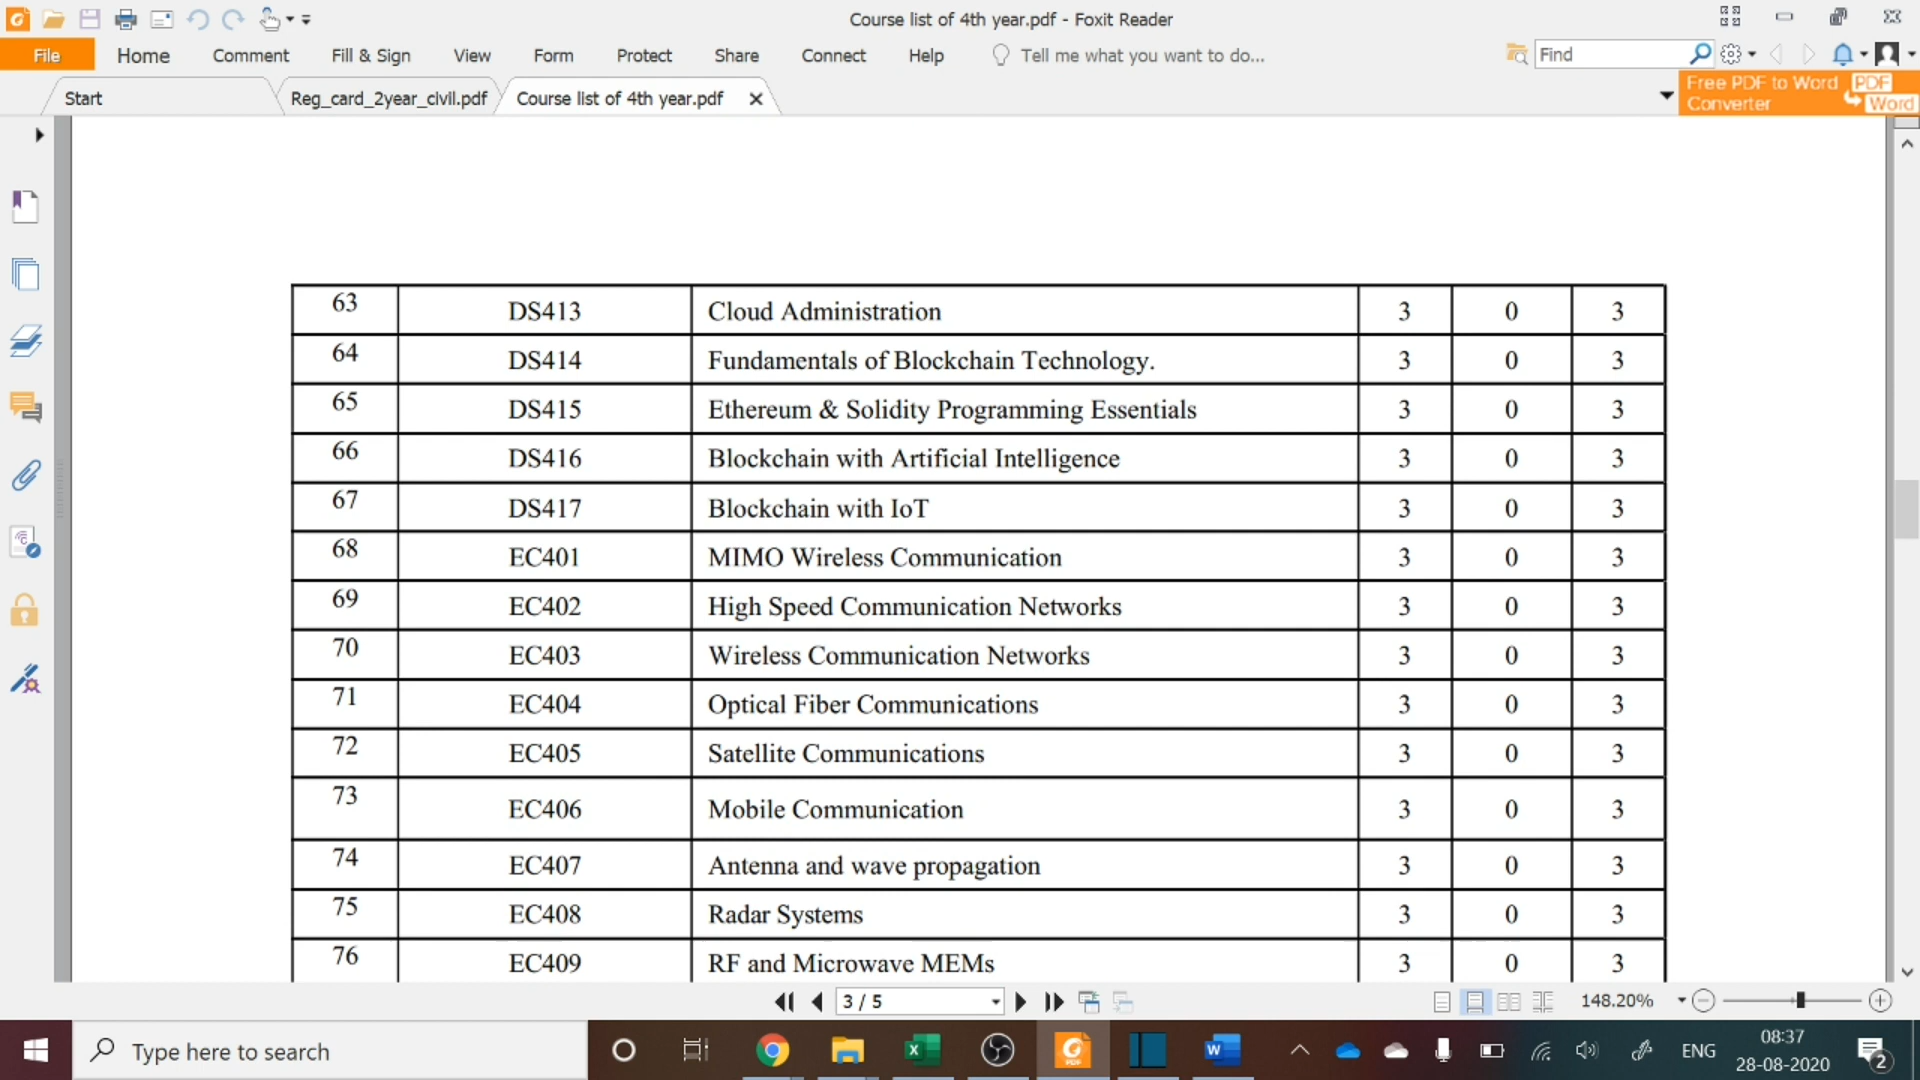 Course list of 4th year.pdf - Foxit Reader
File Home Comment Fill & Sign View Form Protect Share Connect Help Tell me what you want to do... Find
Start Reg_card_2year_civil.pdf Course list of 4th year.pdf
Free PDF to Word Converter PDF Word
63 DS413 Cloud Administration 3 0 3
64 DS414 Fundamentals of Blockchain Technology. 3 0 3
65 DS415 Ethereum & Solidity Programming Essentials 3 0 3
66 DS416 Blockchain with Artificial Intelligence 3 0 3
67 DS417 Blockchain with IoT 3 0 3
68 EC401 MIMO Wireless Communication 3 0 3
69 EC402 High Speed Communication Networks 3 0 3
70 EC403 Wireless Communication Networks 3 0 3
71 EC404 Optical Fiber Communications 3 0 3
72 EC405 Satellite Communications 3 0 3
73 EC406 Mobile Communication 3 0 3
74 EC407 Antenna and wave propagation 3 0 3
75 EC408 Radar Systems 3 0 3
76 EC409 RF and Microwave MEMs 3 0 3
3 / 5 148.20%
Type here to search ENG 08:37
28-08-2020 2